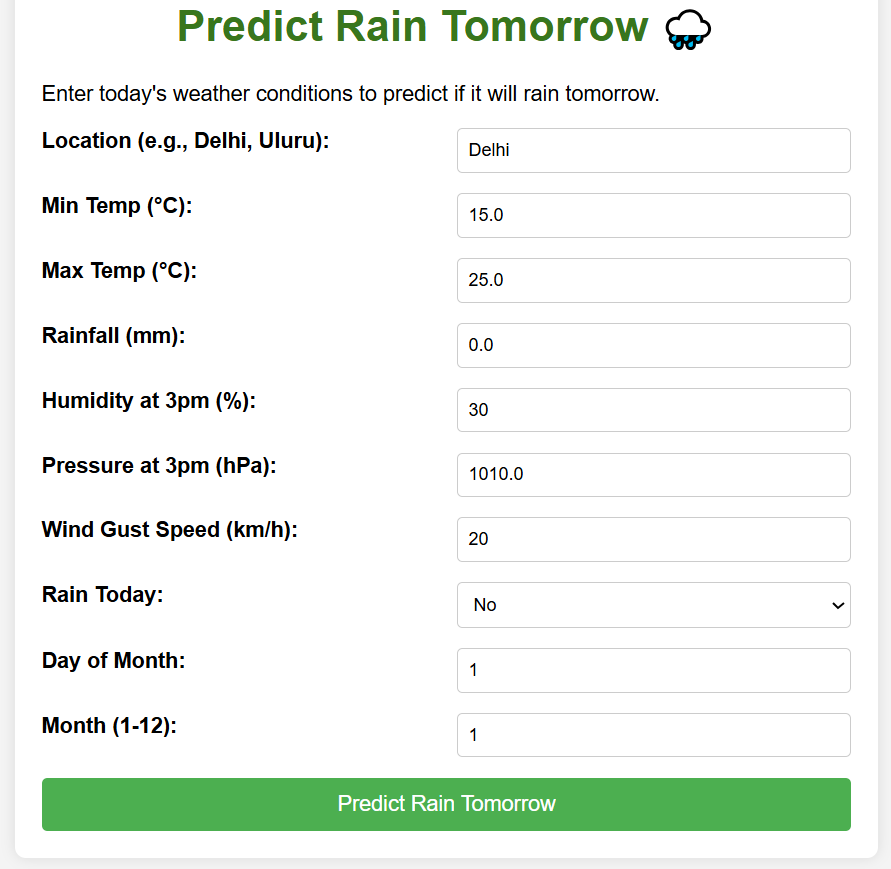 Predict Rain Tomorrow
Enter today's weather conditions to predict if it will rain tomorrow.
Location (e.g., Delhi, Uluru):
Delhi
Min Temp (°C):
15.0
Max Temp (°C):
25.0
Rainfall (mm):
0.0
Humidity at 3pm (%):
30
Pressure at 3pm (hPa):
1010.0
Wind Gust Speed (km/h):
20
Rain Today:
No
Day of Month:
1
Month (1-12):
1
Predict Rain Tomorrow